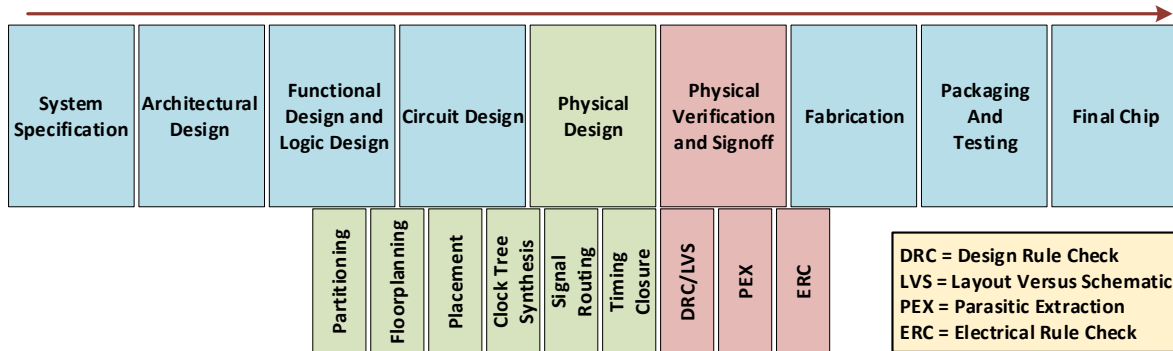 System
Specification
Architectural
Design
Functional
Design and
Logic Design
Circuit Design
Physical
Design
Physical
Verification
and Signoff
Fabrication
Packaging
And
Testing
Final Chip
Partitioning
Floorplanning
Placement
Clock Tree
Synthesis
Signal
Routing
Timing
Closure
DRC/LVS
PEX
ERC
DRC = Design Rule Check
LVS = Layout Versus Schematic
PEX = Parasitic Extraction
ERC = Electrical Rule Check